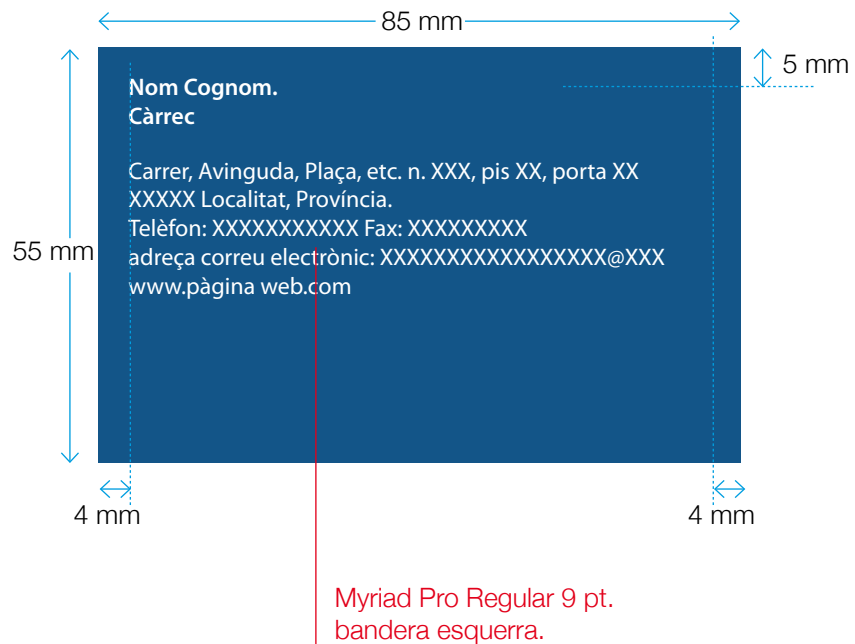 85 mm
5 mm
Nom Cognom.
Càrrec
Carrer, Avinguda, Plaça, etc. n. XXX, pis XX, porta XX
XXXXX Localitat, Província.
Telèfon: XXXXXXXXXXX Fax: XXXXXXXXX
55 mm
adreça correu electrònic: XXXXXXXXXXXXXXXXX@XXX
www.pàgina web.com
4 mm
4 mm
Myriad Pro Regular 9 pt.
bandera esquerra.